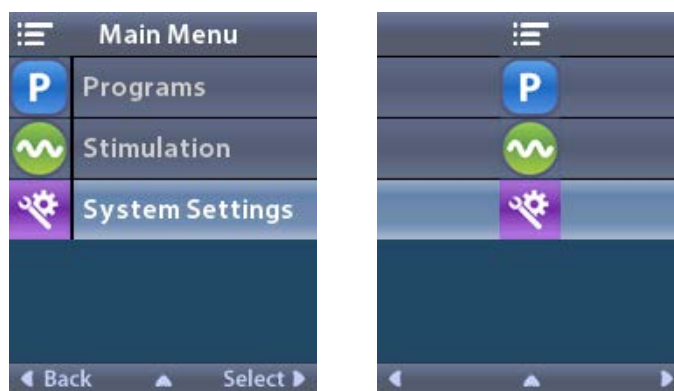 Main Menu
P Programs
Stimulation
System Settings
Back Select
P